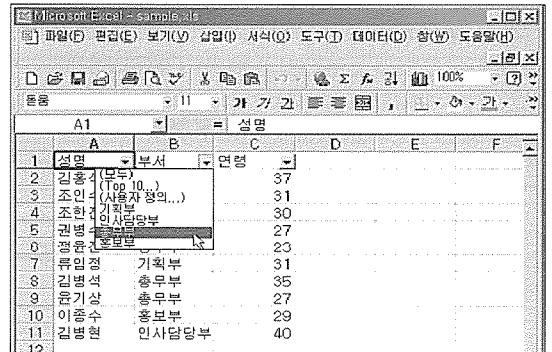 Microsoft Excel - sample.xls
파일(F) 편집(E) 보기(V) 삽입(I) 서식(O) 도구(T) 데이터(D) 창(W) 도움말(H)
100%
돋움 11 가 가 가
A1 = 성명
A B C D E F
1 성명 부서 연령
(모두)
(Top 10...)
(사용자 정의...)
기획부
인사담당부
총무부
홍보부
2 김홍 37
3 조인 31
4 조한 30
5 권병 27
6 정윤 23
7 류임정 기획부 31
8 김병석 총무부 35
9 윤기상 총무부 27
10 이종수 홍보부 29
11 김병현 인사담당부 40
12